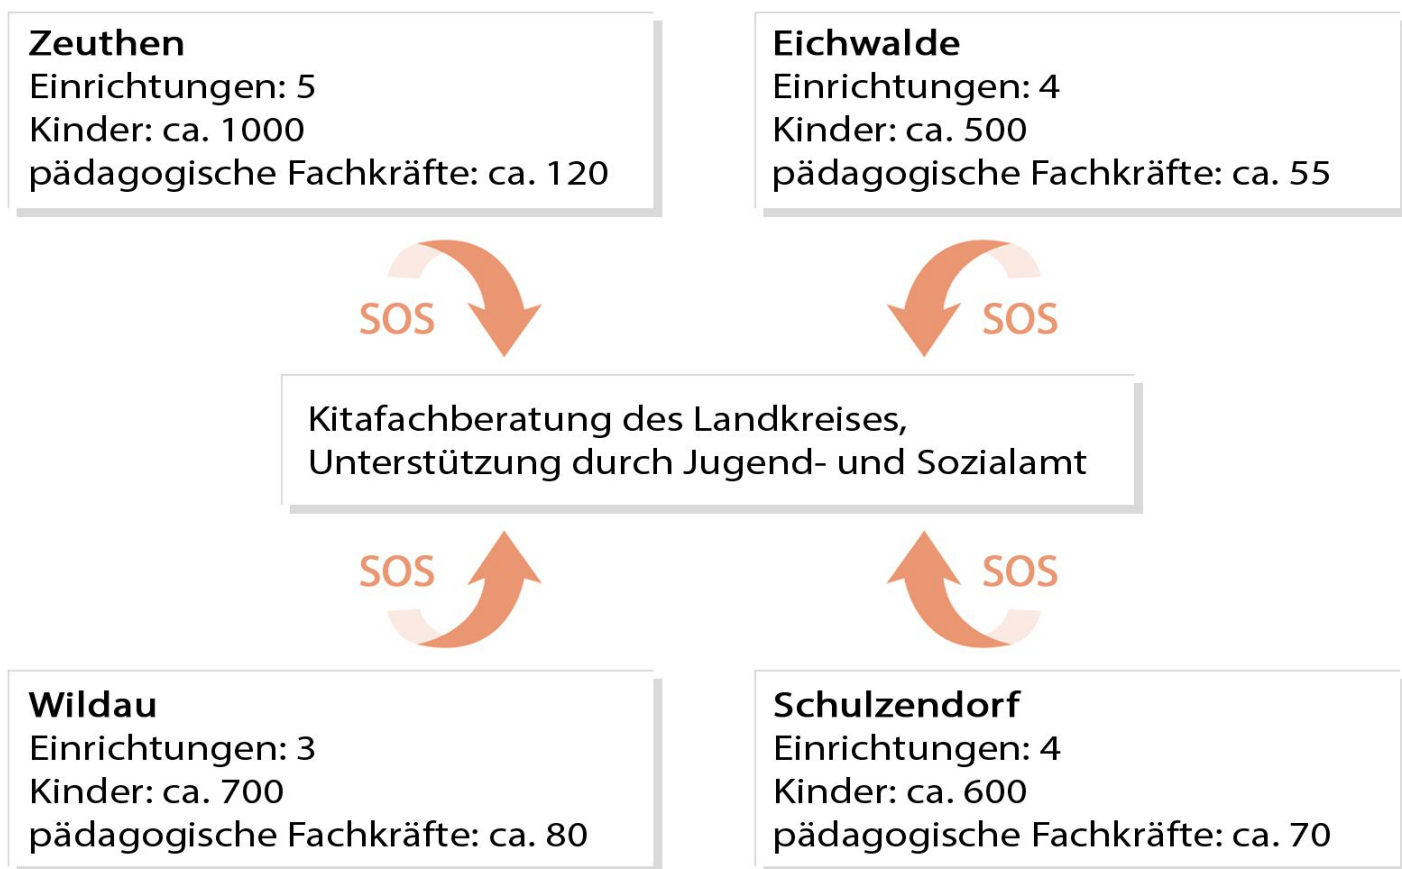 Zeuthen
Einrichtungen: 5
Kinder: ca. 1000
pädagogische Fachkräfte: ca. 120
Eichwalde
Einrichtungen: 4
Kinder: ca. 500
pädagogische Fachkräfte: ca. 55
SOS
SOS
Kitafachberatung des Landkreises,
Unterstützung durch Jugend- und Sozialamt
SOS
SOS
Wildau
Einrichtungen: 3
Kinder: ca. 700
pädagogische Fachkräfte: ca. 80
Schulzendorf
Einrichtungen: 4
Kinder: ca. 600
pädagogische Fachkräfte: ca. 70